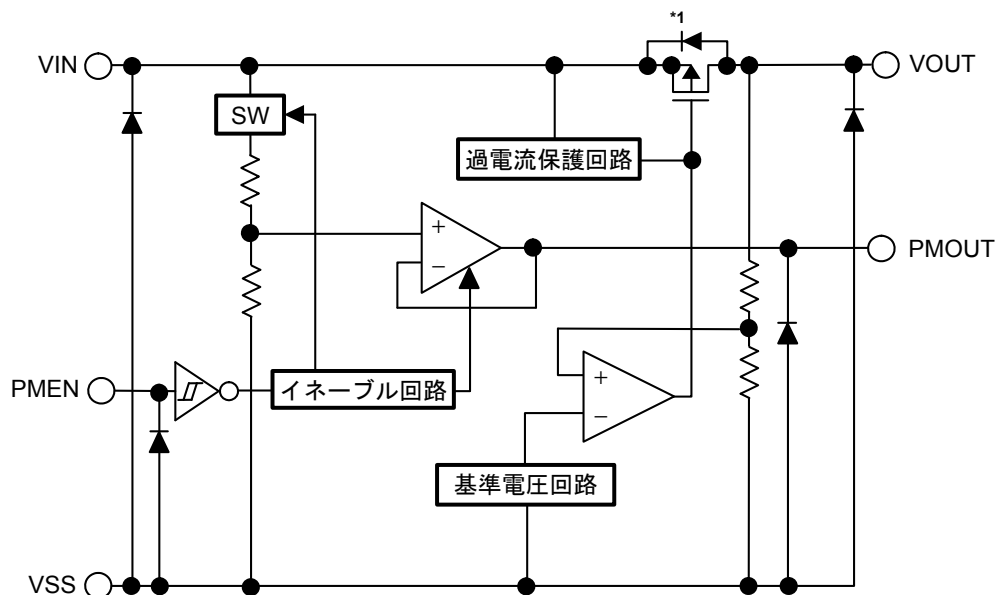 *1
VIN
VOUT
SW
過電流保護回路
+
−
PMOUT
PMEN
イネーブル回路
+
−
基準電圧回路
VSS